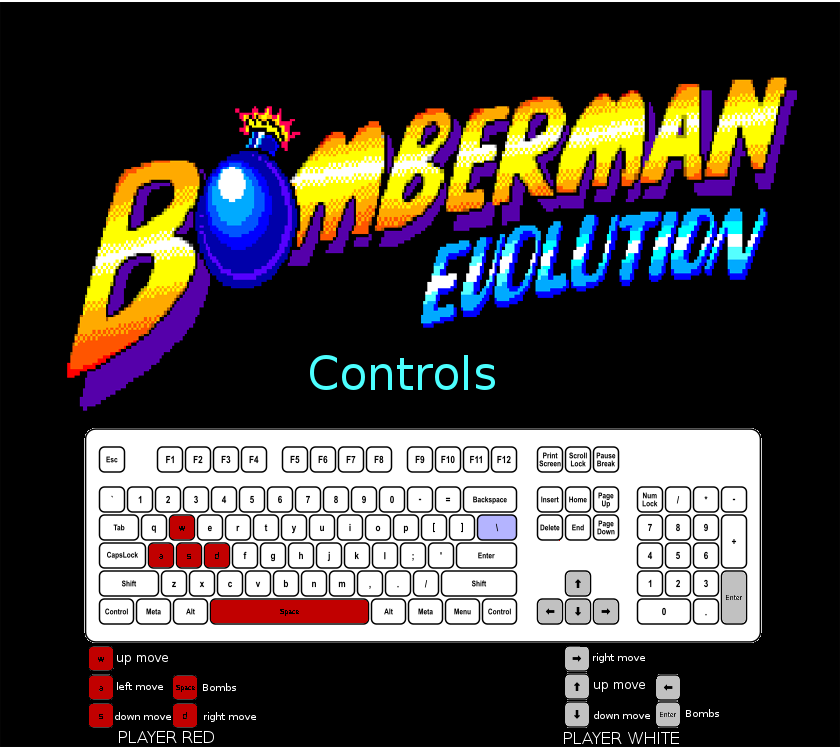 BOMBERMAN
EVOLUTION
Controls
Esc F1 F2 F3 F4 F5 F6 F7 F8 F9 F10 F11 F12 Print Screen Scroll Lock Pause Break
` 1 2 3 4 5 6 7 8 9 0 - = Backspace Insert Home Page Up Num Lock / * -
Tab q w e r t y u i o p [ ] \ Delete End Page Down 7 8 9 +
CapsLock a s d f g h j k l ; ' Enter 4 5 6
Shift z x c v b n m , . / Shift ↑ 1 2 3 Enter
Control Meta Alt Space Alt Meta Menu Control ← ↓ → 0 .
w up move
a left move Space Bombs
s down move d right move
PLAYER RED
→ right move
↑ up move ←
↓ down move Enter Bombs
PLAYER WHITE